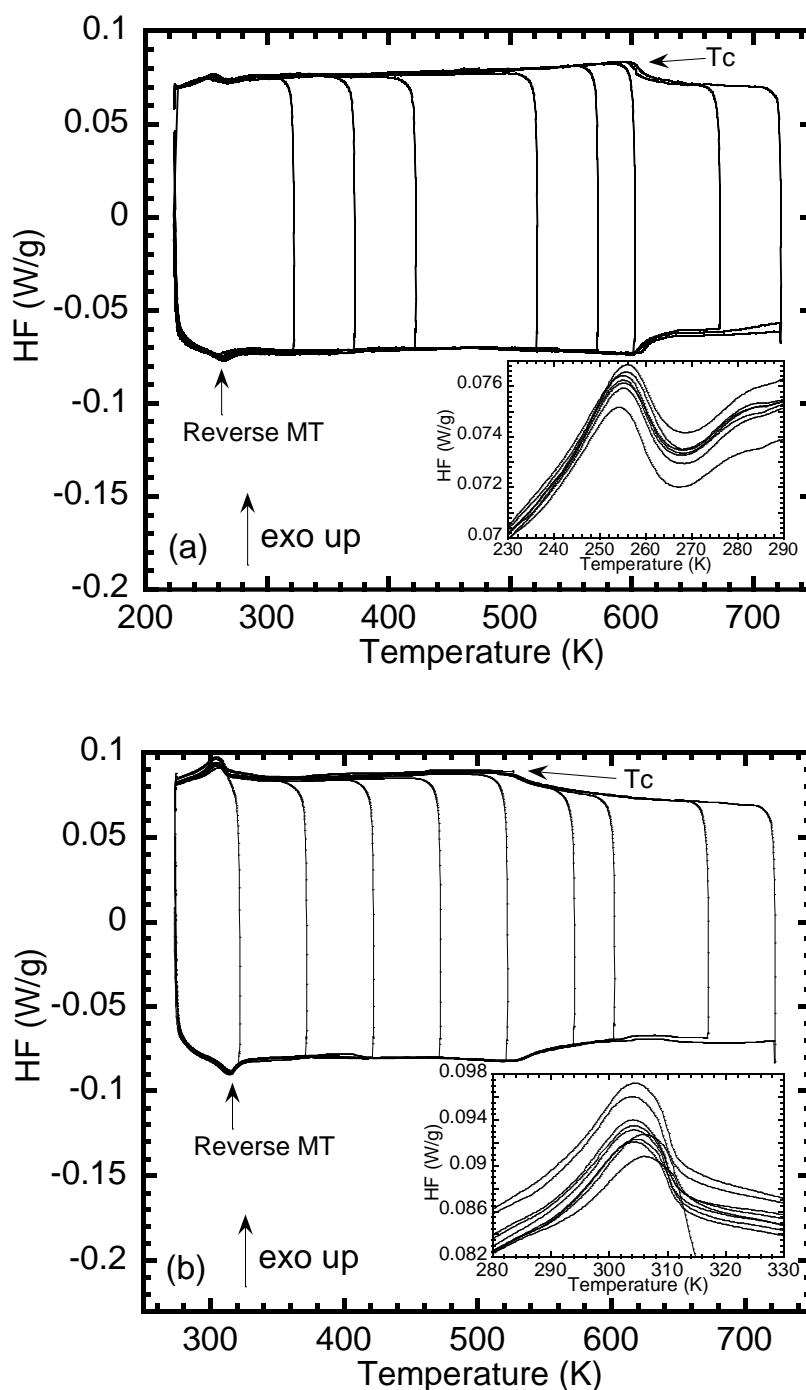 0.1
0.05
0
-0.05
-0.1
-0.15
-0.2
HF (W/g)
Tc
Reverse MT
(a)
exo up
0.076
0.074
0.072
0.07
HF (W/g)
230 240 250 260 270 280 290
Temperature (K)
200 300 400 500 600 700
Temperature (K)
0.1
0.05
0
-0.05
-0.1
-0.15
-0.2
HF (W/g)
Tc
Reverse MT
(b)
exo up
0.098
0.094
0.09
0.086
0.082
HF (W/g)
280 290 300 310 320 330
Temperature (K)
200 300 400 500 600 700
Temperature (K)